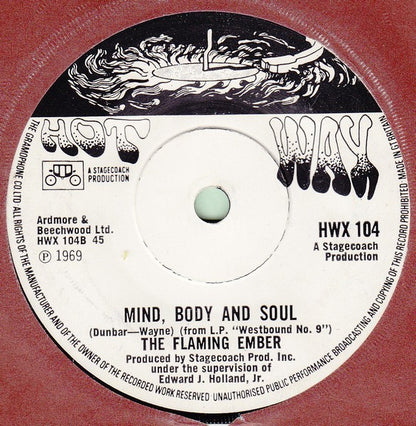 HOT WAX
A STAGECOACH
PRODUCTION
Ardmore &
Beechwood Ltd.
HWX 104B 45
Ⓟ 1969
HWX 104
A Stagecoach
Production
MIND, BODY AND SOUL
(Dunbar—Wayne) (from L.P. "Westbound No. 9")
THE FLAMING EMBER
Produced by Stagecoach Prod. Inc.
under the supervision of
Edward J. Holland, Jr.
THE GRAMOPHONE CO LTD ALL RIGHTS OF THE MANUFACTURER AND OF THE OWNER OF THE RECORDED WORK RESERVED UNAUTHORISED PUBLIC PERFORMANCE BROADCASTING AND COPYING OF THIS RECORD PROHIBITED. MADE IN GT BRITAIN